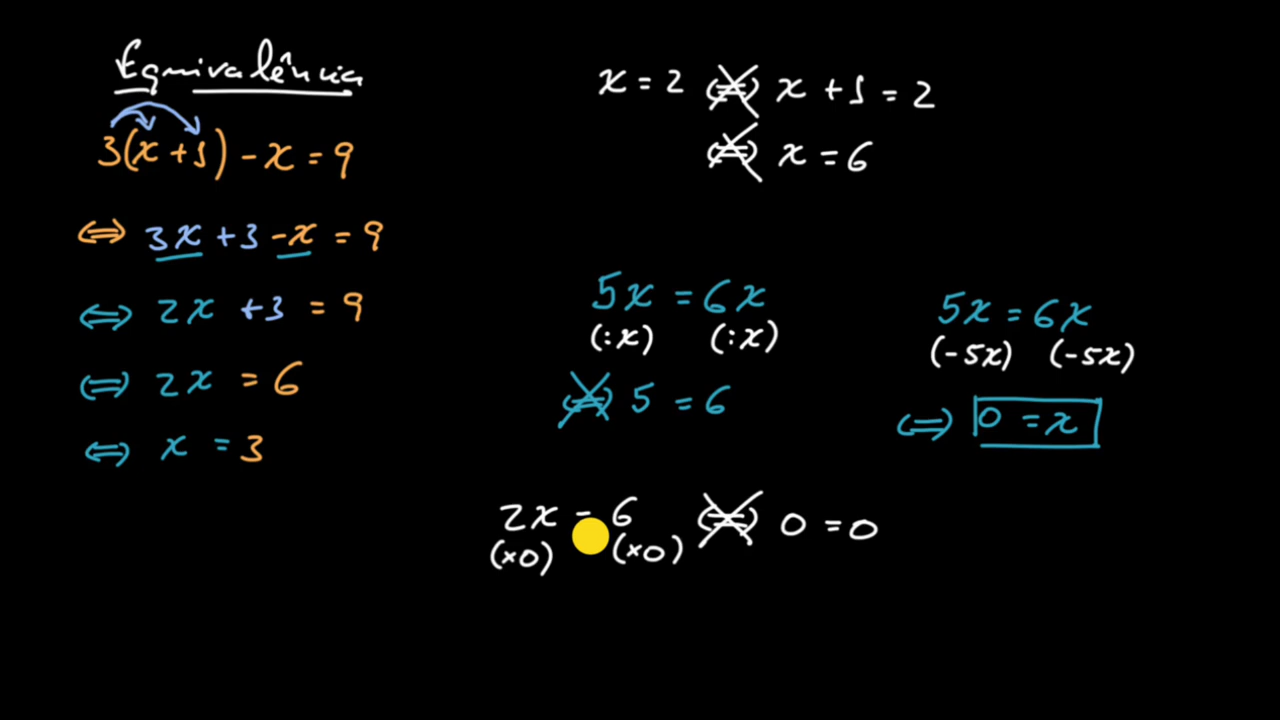 Equivalência
3(x+1)-x=9
⇔ 3x+3-x=9
⇔ 2x+3=9
⇔ 2x=6
⇔ x=3
x=2 ⇔ x+1=2
⇔ x=6
5x=6x
(:x) (:x)
⇔ 5=6
5x=6x
(-5x) (-5x)
⇔ 0=x
2x=6 ⇔ 0=0
(×0) (×0)